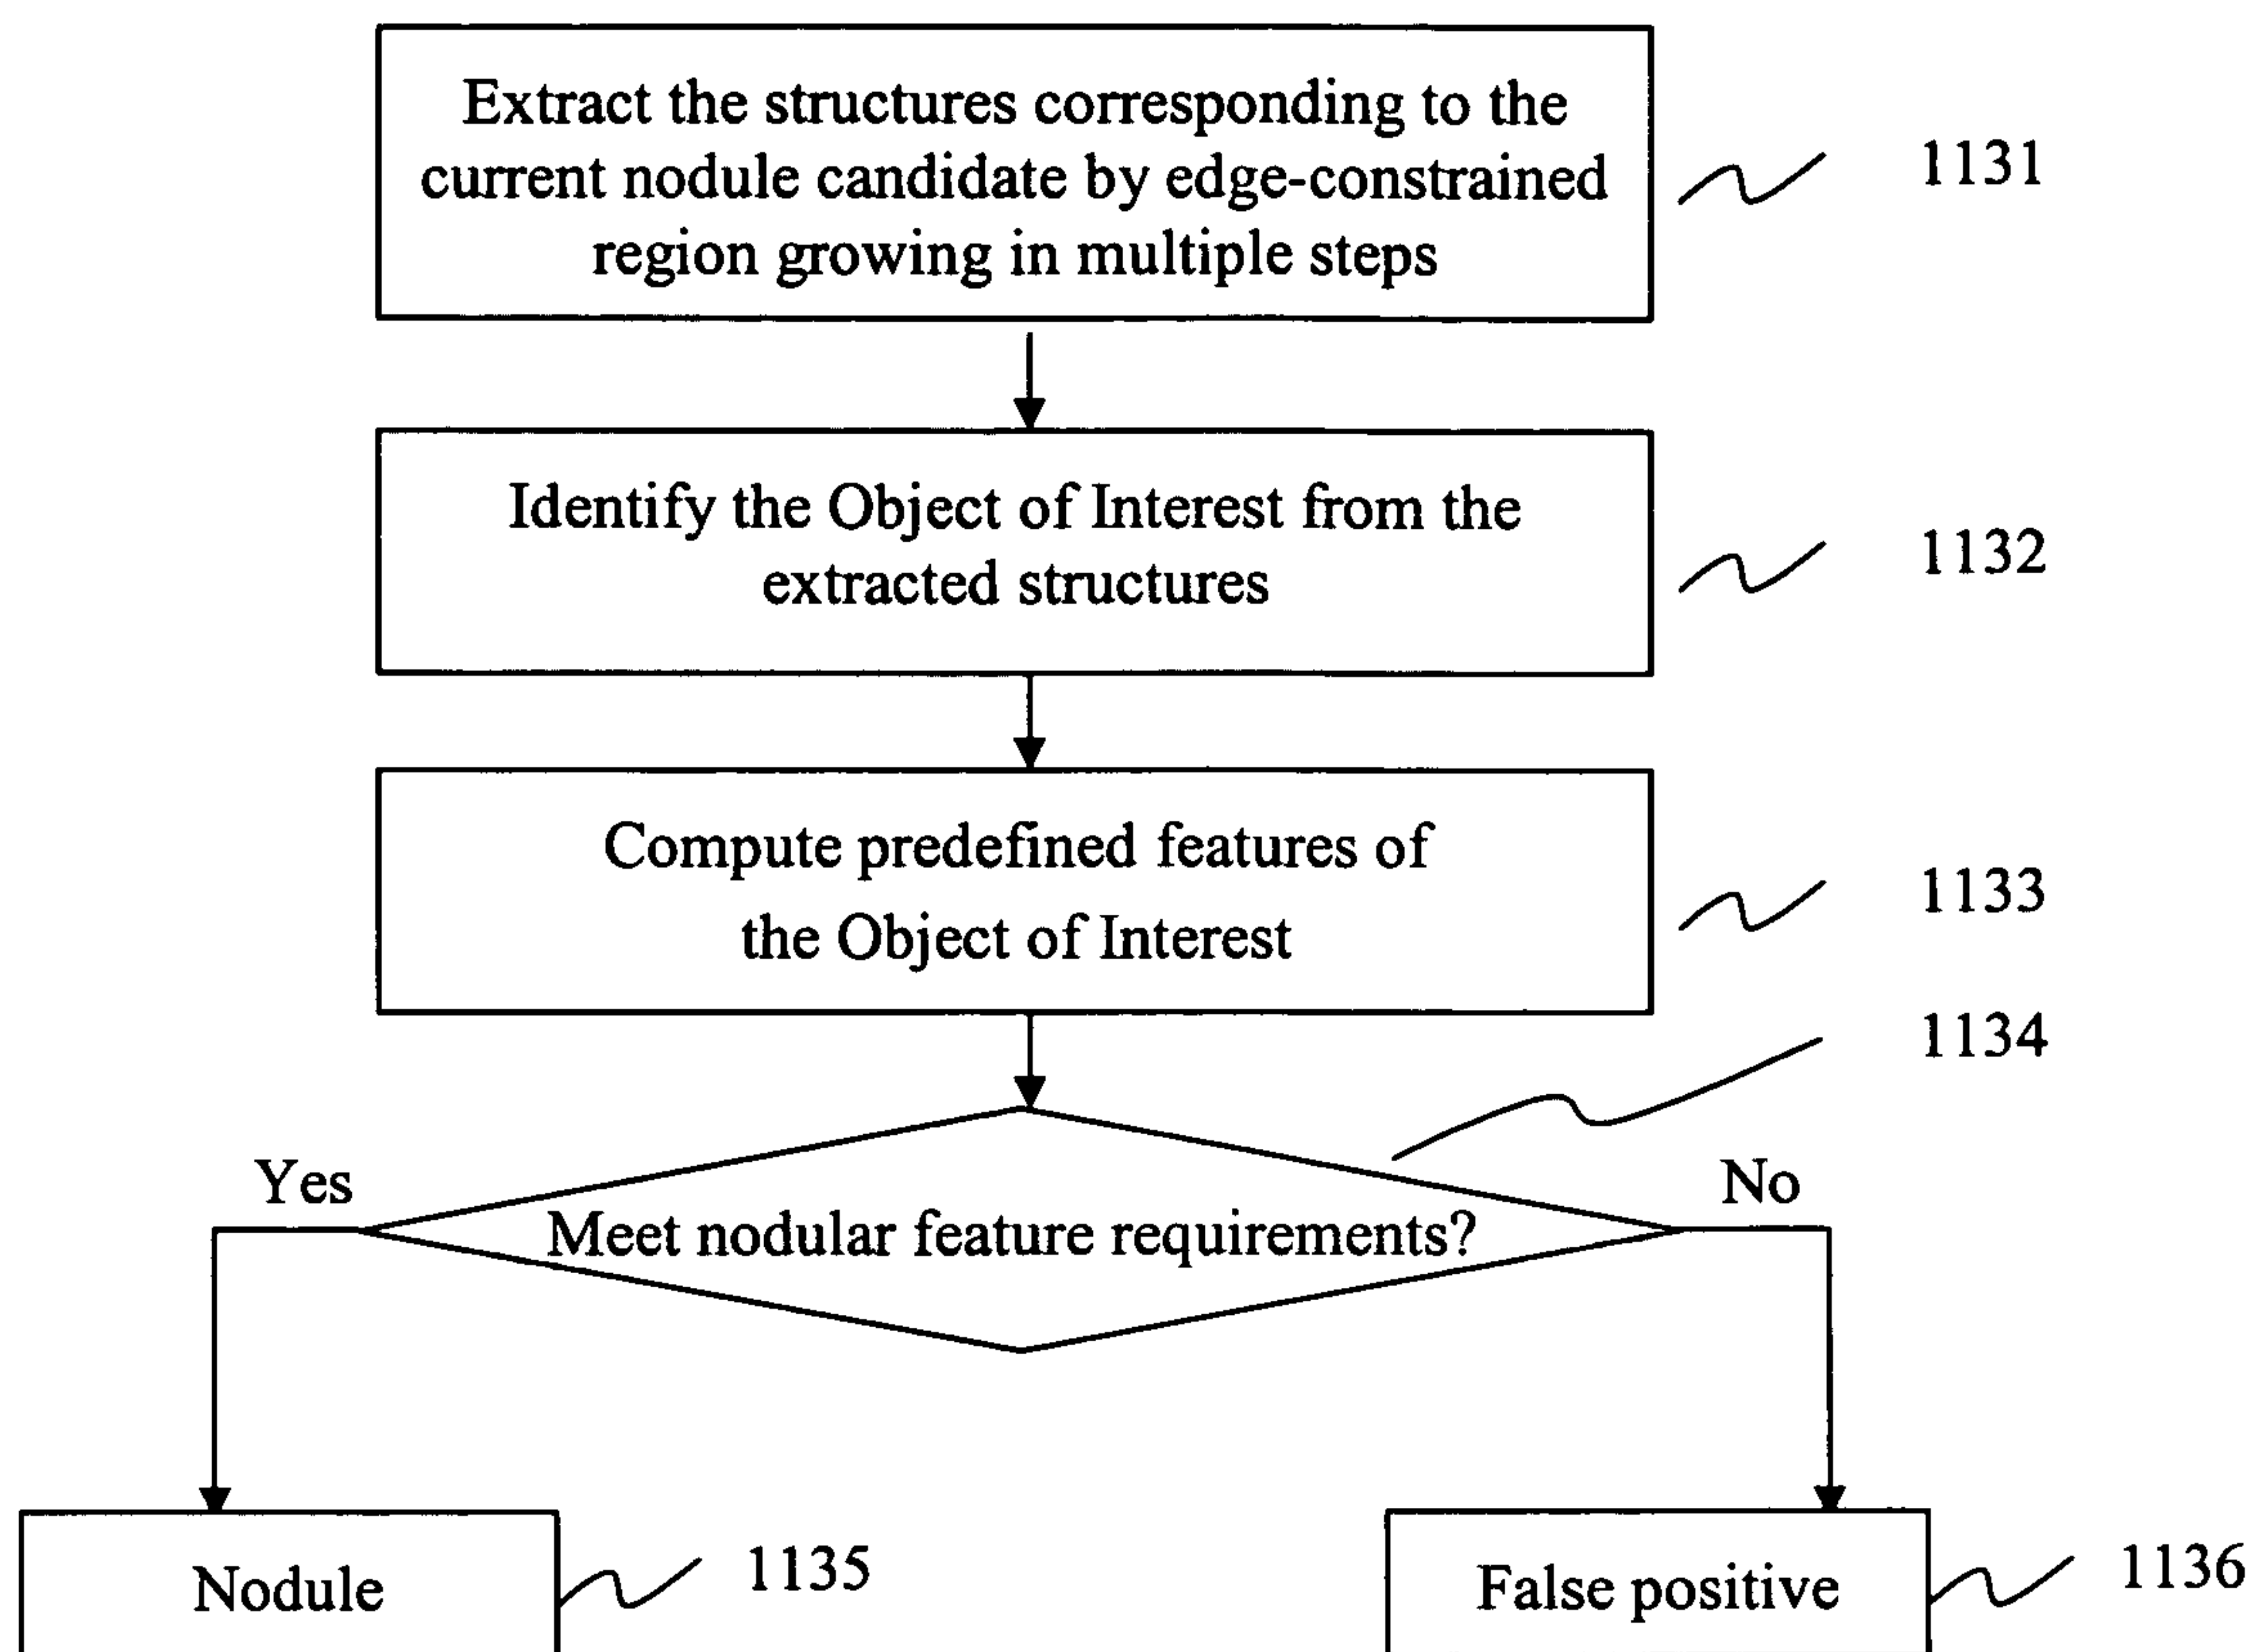 Extract the structures corresponding to the
current nodule candidate by edge-constrained
region growing in multiple steps
1131
Identify the Object of Interest from the
extracted structures
1132
Compute predefined features of
the Object of Interest
1133
1134
Yes
No
Meet nodular feature requirements?
Nodule
1135
False positive
1136